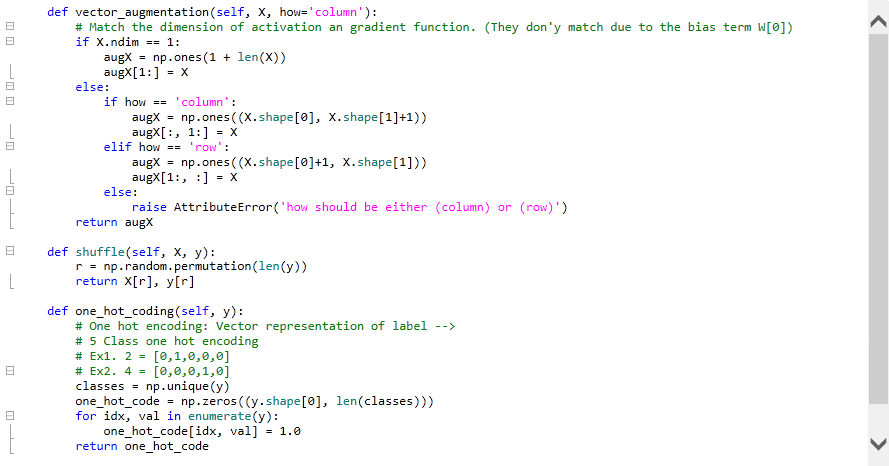 def vector_augmentation(self, X, how='column'):
# Match the dimension of activation an gradient function. (They don'y match due to the bias term W[0])
if X.ndim == 1:
augX = np.ones(1 + len(X))
augX[1:] = X
else:
if how == 'column':
augX = np.ones((X.shape[0], X.shape[1]+1))
augX[:, 1:] = X
elif how == 'row':
augX = np.ones((X.shape[0]+1, X.shape[1]))
augX[1:, :] = X
else:
raise AttributeError('how should be either (column) or (row)')
return augX
def shuffle(self, X, y):
r = np.random.permutation(len(y))
return X[r], y[r]
def one_hot_coding(self, y):
# One hot encoding: Vector representation of label -->
# 5 Class one hot encoding
# Ex1. 2 = [0,1,0,0,0]
# Ex2. 4 = [0,0,0,1,0]
classes = np.unique(y)
one_hot_code = np.zeros((y.shape[0], len(classes)))
for idx, val in enumerate(y):
one_hot_code[idx, val] = 1.0
return one_hot_code